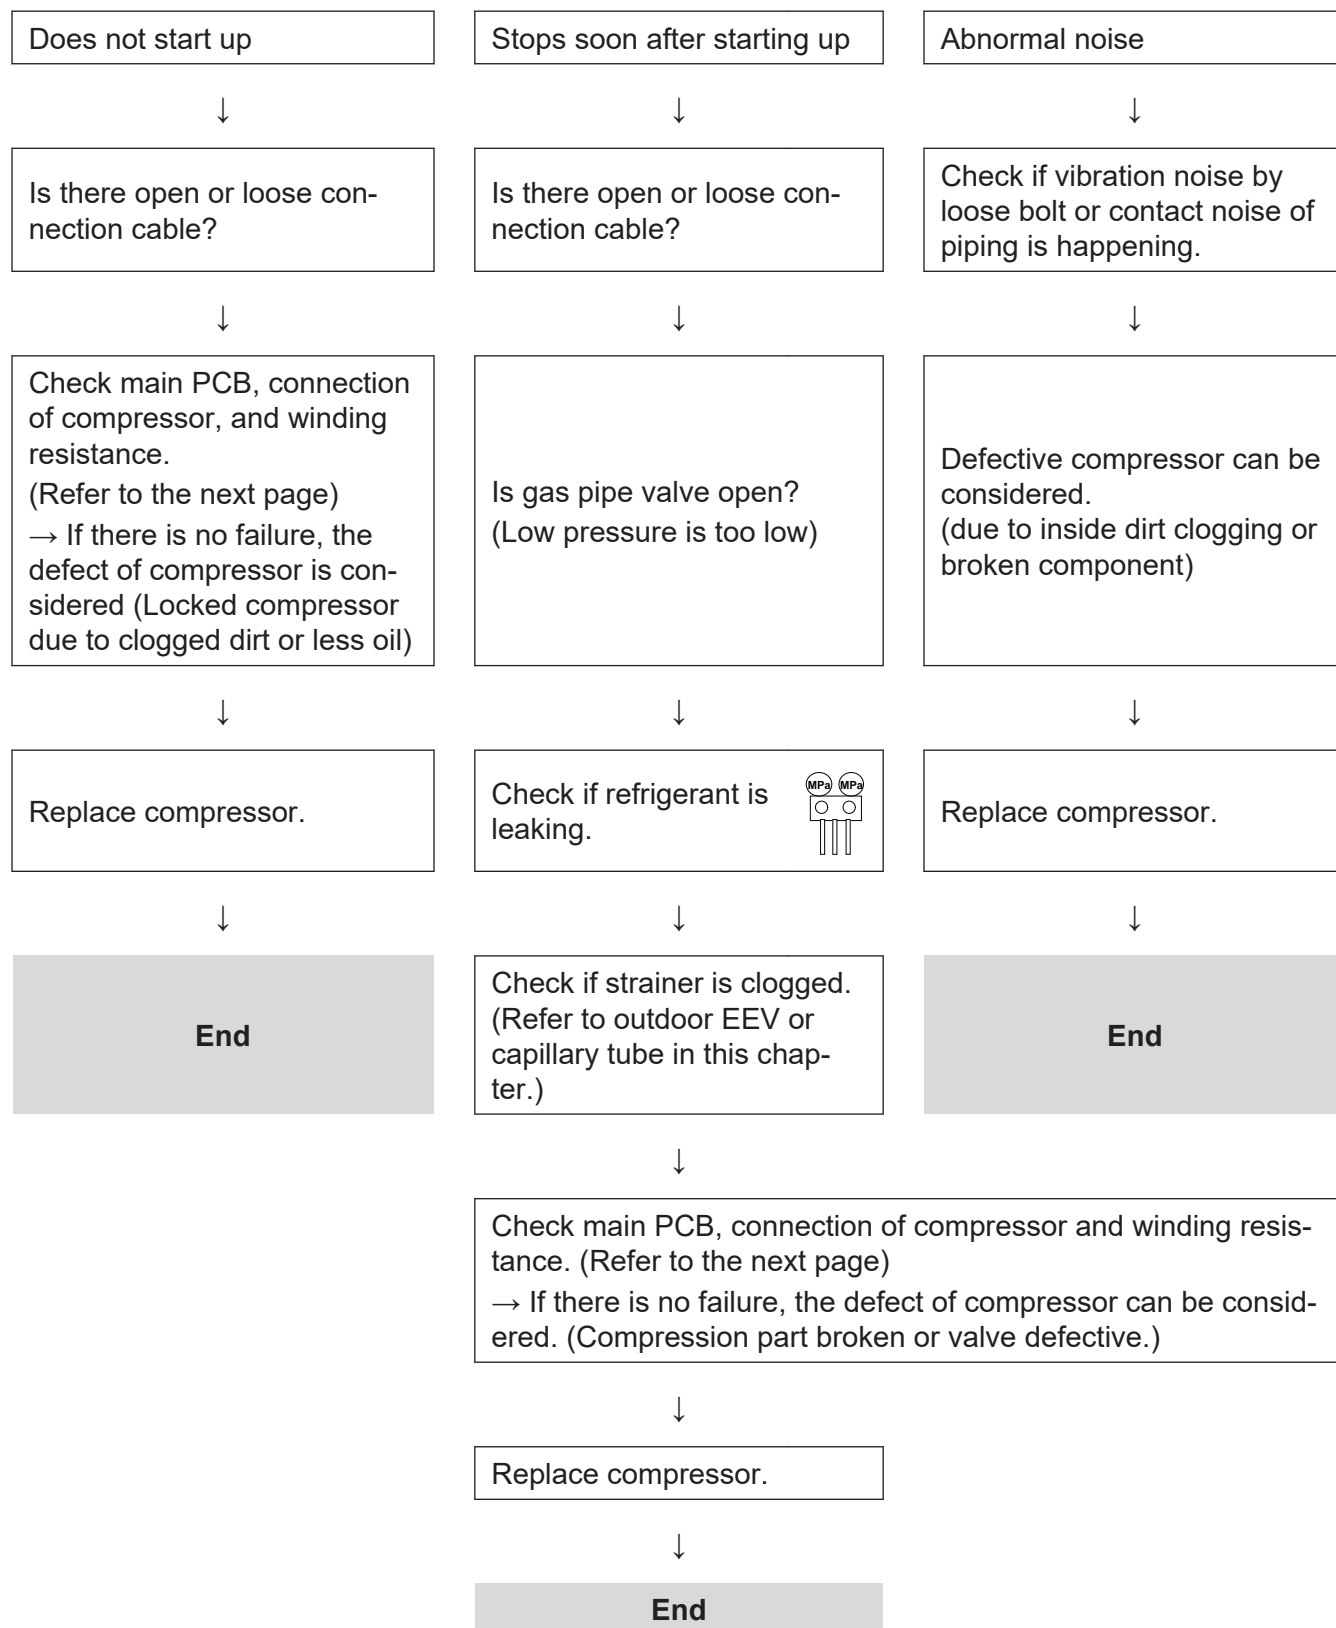 Does not start up
Is there open or loose con-
nection cable?
Check main PCB, connection
of compressor, and winding
resistance.
(Refer to the next page)
→ If there is no failure, the
defect of compressor is con-
sidered (Locked compressor
due to clogged dirt or less oil)
Replace compressor.
End
Stops soon after starting up
Is there open or loose con-
nection cable?
Is gas pipe valve open?
(Low pressure is too low)
Check if refrigerant is
leaking.
MPa MPa
Check if strainer is clogged.
(Refer to outdoor EEV or
capillary tube in this chap-
ter.)
Check main PCB, connection of compressor and winding resis-
tance. (Refer to the next page)
→ If there is no failure, the defect of compressor can be consid-
ered. (Compression part broken or valve defective.)
Replace compressor.
End
Abnormal noise
Check if vibration noise by
loose bolt or contact noise of
piping is happening.
Defective compressor can be
considered.
(due to inside dirt clogging or
broken component)
Replace compressor.
End